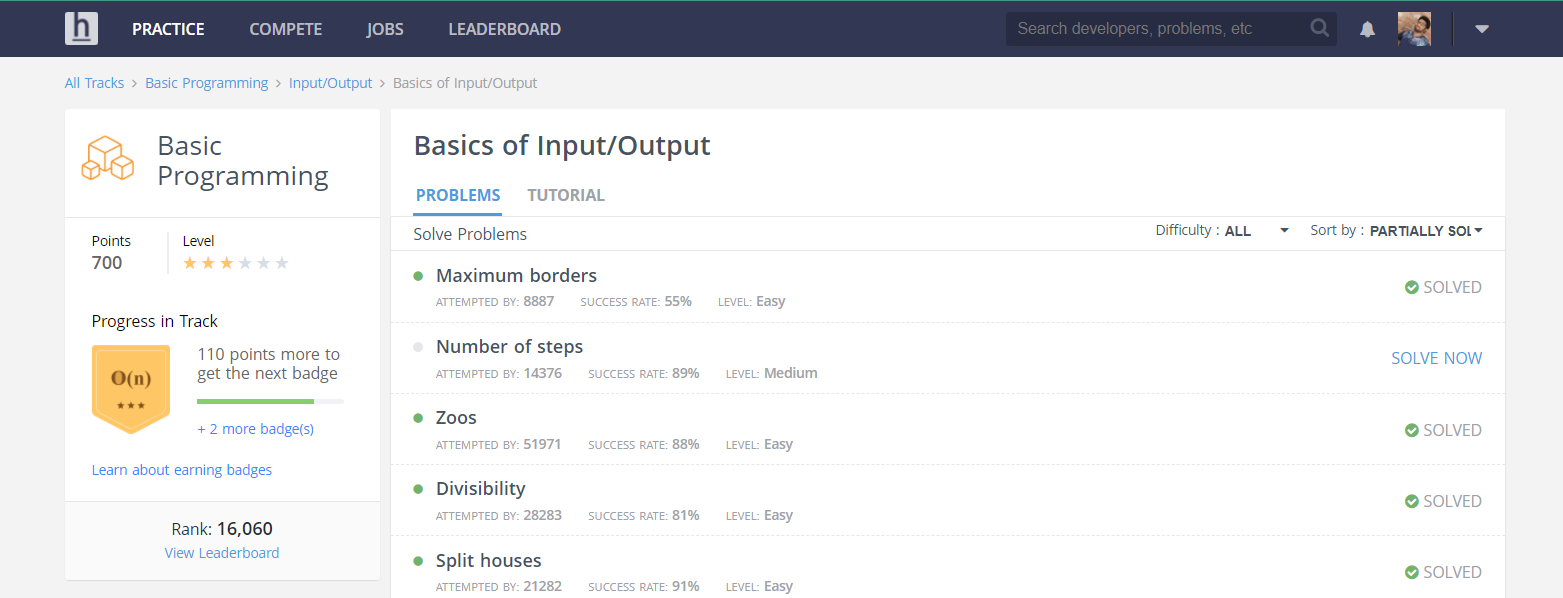 h PRACTICE COMPETE JOBS LEADERBOARD Search developers, problems, etc
All Tracks > Basic Programming > Input/Output > Basics of Input/Output
Basic
Programming
Points
700
Level
Progress in Track
O(n)
110 points more to
get the next badge
+ 2 more badge(s)
Learn about earning badges
Rank: 16,060
View Leaderboard
Basics of Input/Output
PROBLEMS TUTORIAL
Solve Problems Difficulty : ALL Sort by : PARTIALLY SOL
Maximum borders
ATTEMPTED BY: 8887 SUCCESS RATE: 55% LEVEL: Easy
SOLVED
Number of steps
ATTEMPTED BY: 14376 SUCCESS RATE: 89% LEVEL: Medium
SOLVE NOW
Zoos
ATTEMPTED BY: 51971 SUCCESS RATE: 88% LEVEL: Easy
SOLVED
Divisibility
ATTEMPTED BY: 28283 SUCCESS RATE: 81% LEVEL: Easy
SOLVED
Split houses
ATTEMPTED BY: 21282 SUCCESS RATE: 91% LEVEL: Easy
SOLVED